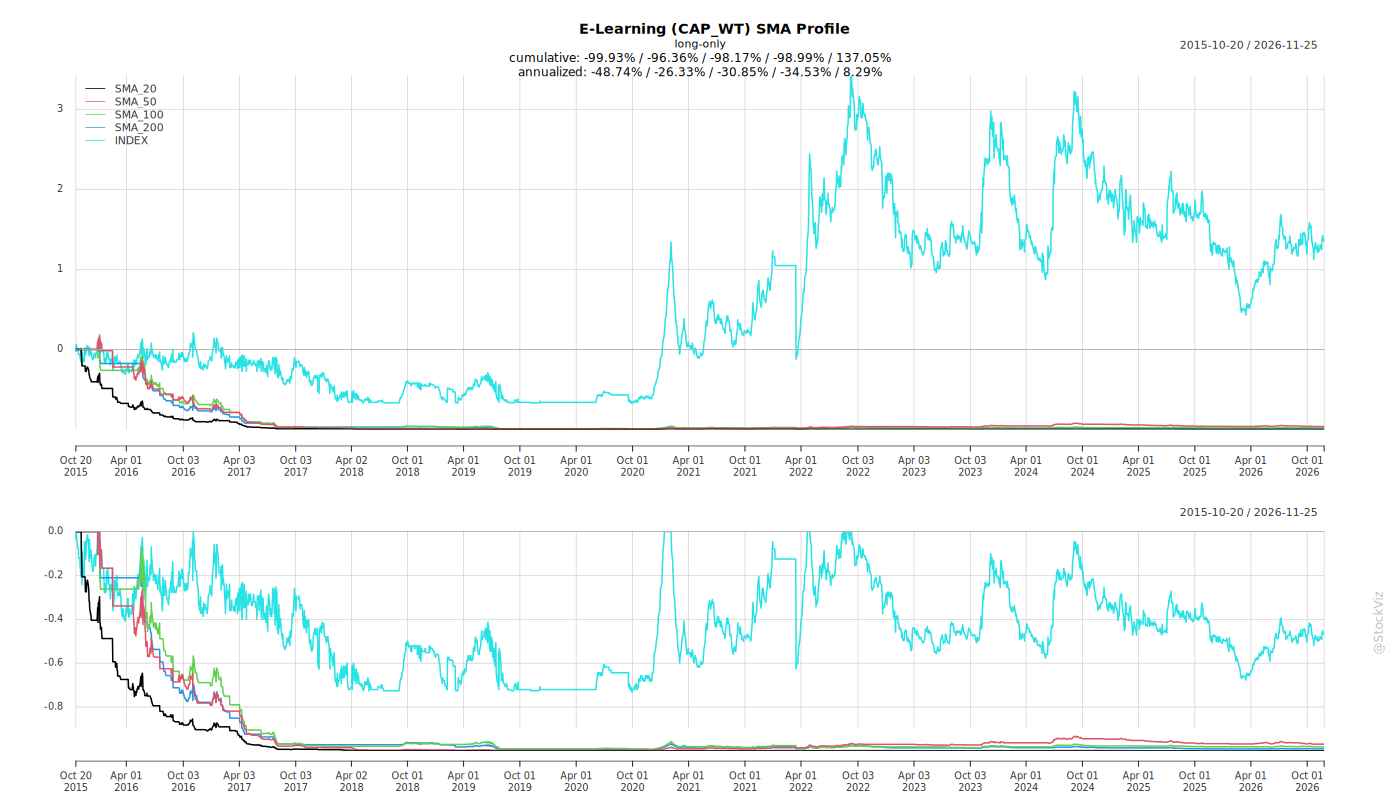 E-Learning (CAP_WT) SMA Profile
long-only
cumulative: -99.93% / -96.36% / -98.17% / -98.99% / 137.05%
annualized: -48.74% / -26.33% / -30.85% / -34.53% / 8.29%
2015-10-20 / 2026-11-25
SMA_20
SMA_50
SMA_100
SMA_200
INDEX
3
2
1
0
Oct 20 Apr 01 Oct 03 Apr 03 Oct 03 Apr 02 Oct 01 Apr 01 Oct 01 Apr 01 Oct 01 Apr 01 Oct 01 Apr 01 Oct 03 Apr 03 Oct 03 Apr 01 Oct 01 Apr 01 Oct 01 Apr 01 Oct 01
2015 2016 2016 2017 2017 2018 2018 2019 2019 2020 2020 2021 2021 2022 2022 2023 2023 2024 2024 2025 2025 2026 2026
2015-10-20 / 2026-11-25
0.0
-0.2
-0.4
-0.6
-0.8
Oct 20 Apr 01 Oct 03 Apr 03 Oct 03 Apr 02 Oct 01 Apr 01 Oct 01 Apr 01 Oct 01 Apr 01 Oct 01 Apr 01 Oct 03 Apr 03 Oct 03 Apr 01 Oct 01 Apr 01 Oct 01 Apr 01 Oct 01
2015 2016 2016 2017 2017 2018 2018 2019 2019 2020 2020 2021 2021 2022 2022 2023 2023 2024 2024 2025 2025 2026 2026
@StockViz